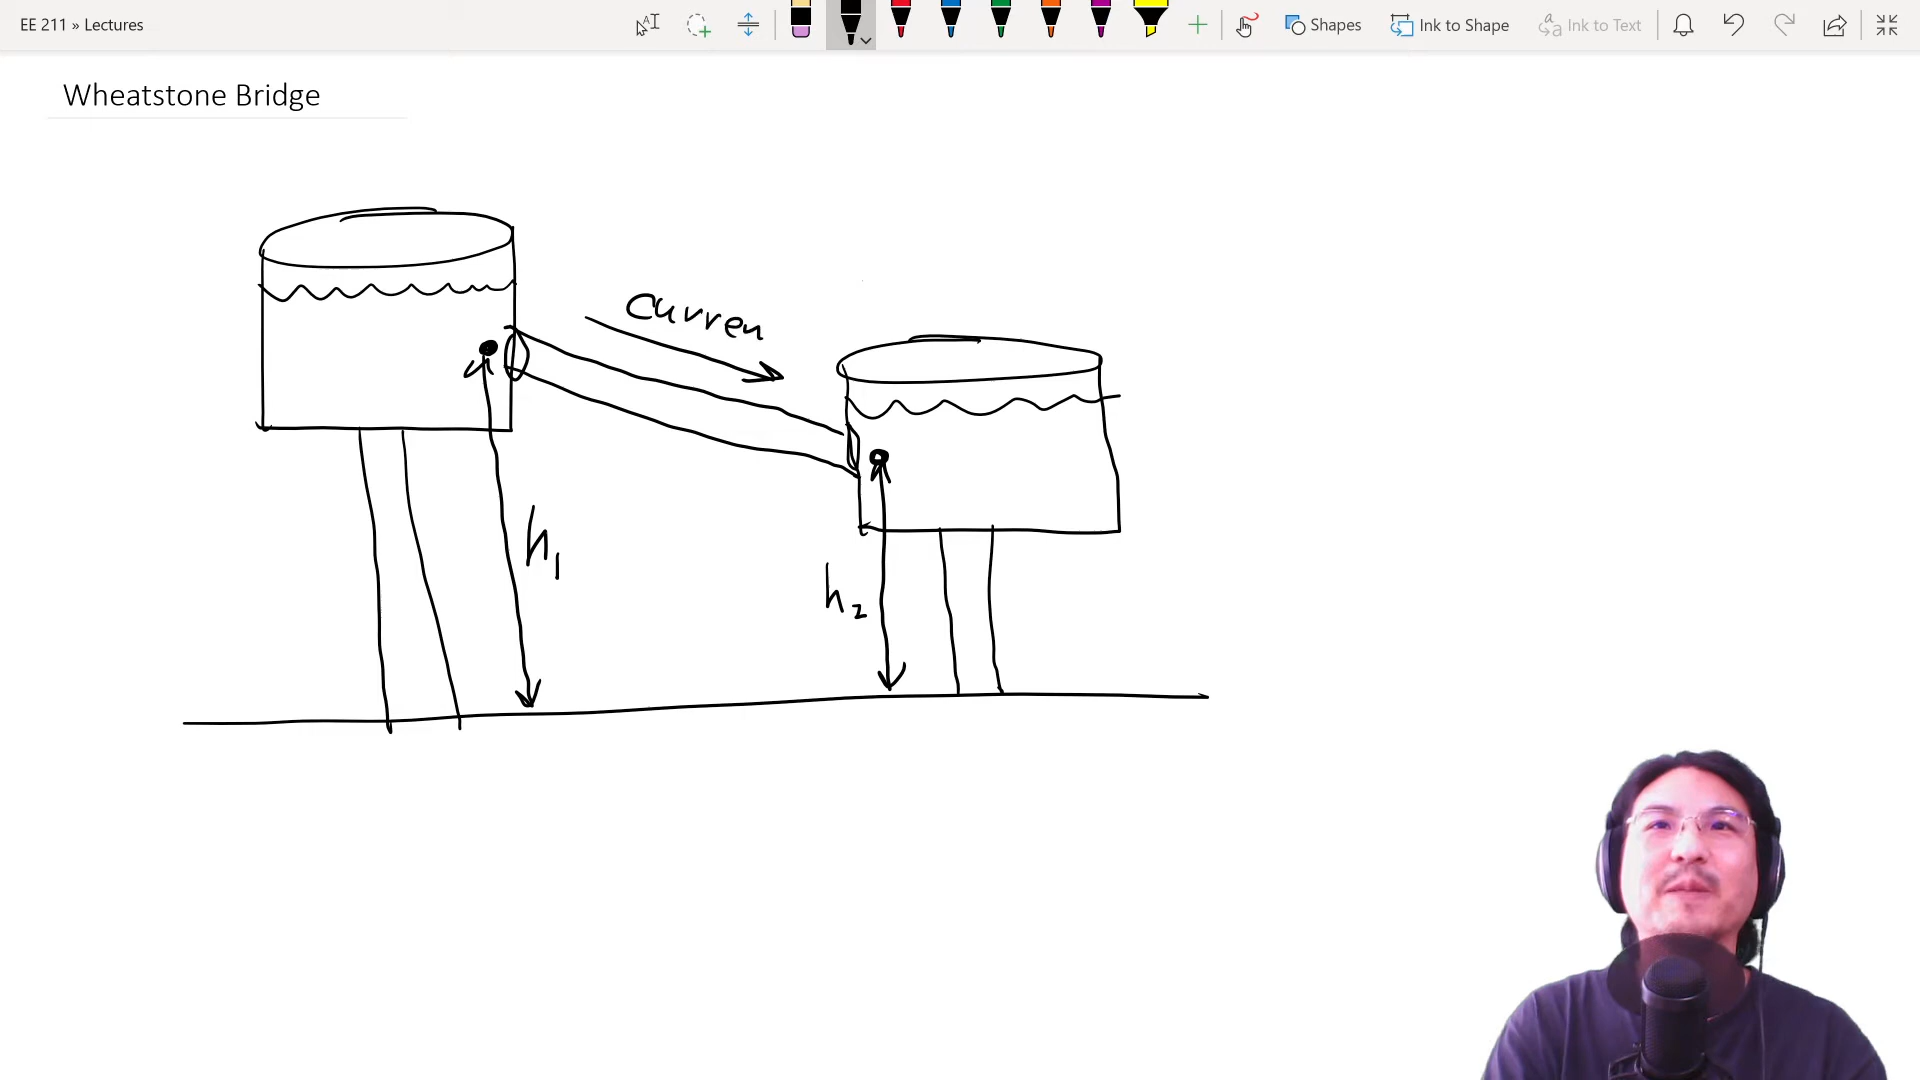 EE 211 » Lectures
Shapes
Ink to Shape
Ink to Text
Wheatstone Bridge
Curren
h1
h2